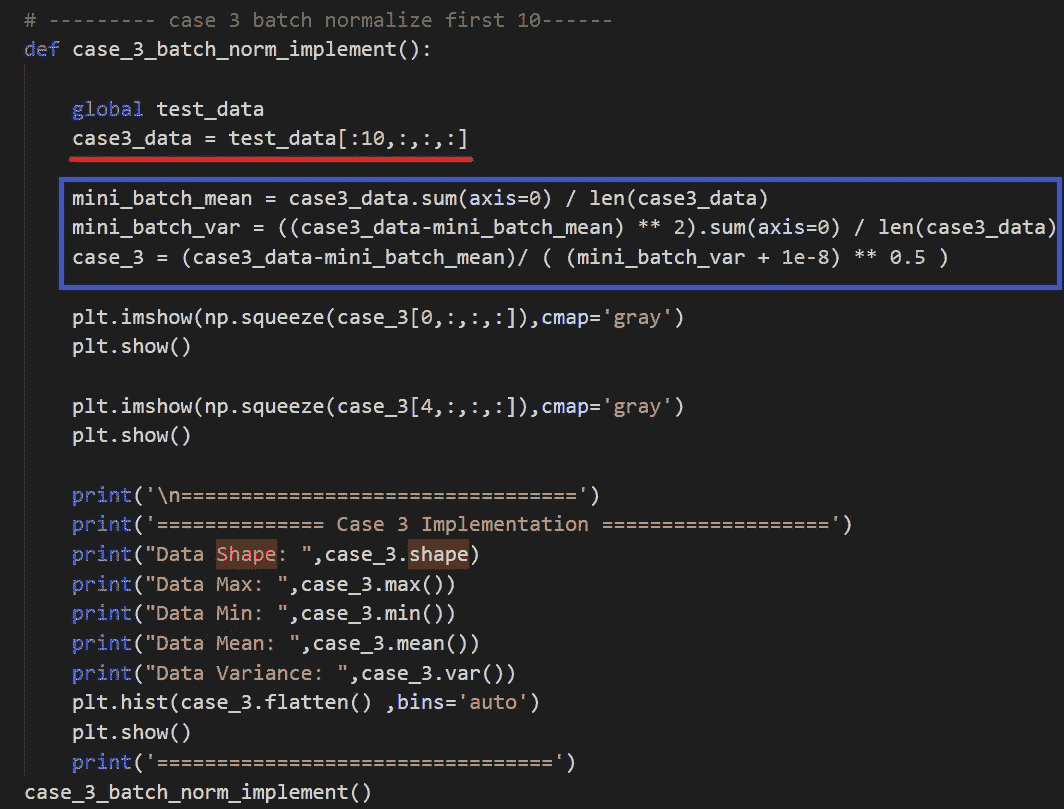 # --------- case 3 batch normalize first 10------
def case_3_batch_norm_implement():
global test_data
case3_data = test_data[:10,:,:,:]
mini_batch_mean = case3_data.sum(axis=0) / len(case3_data)
mini_batch_var = ((case3_data-mini_batch_mean) ** 2).sum(axis=0) / len(case3_data)
case_3 = (case3_data-mini_batch_mean)/ ( (mini_batch_var + 1e-8) ** 0.5 )
plt.imshow(np.squeeze(case_3[0,:,:,:]),cmap='gray')
plt.show()
plt.imshow(np.squeeze(case_3[4,:,:,:]),cmap='gray')
plt.show()
print('\n=================================')
print('============== Case 3 Implementation ===================')
print("Data Shape: ",case_3.shape)
print("Data Max: ",case_3.max())
print("Data Min: ",case_3.min())
print("Data Mean: ",case_3.mean())
print("Data Variance: ",case_3.var())
plt.hist(case_3.flatten() ,bins='auto')
plt.show()
print('=================================')
case_3_batch_norm_implement()